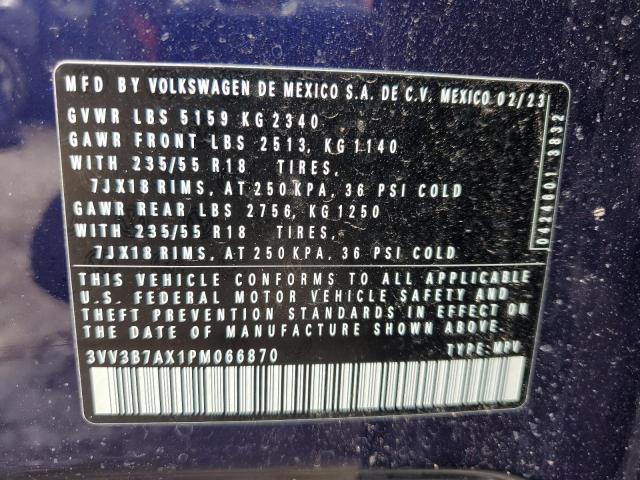 MFD BY VOLKSWAGEN DE MEXICO S.A. DE C.V. MEXICO 02/23
GVWR LBS 5159 KG 2340
GAWR FRONT LBS 2513, KG 1140
WITH 235/55 R18 TIRES,
7JX18 RIMS, AT 250 KPA, 36 PSI COLD
GAWR REAR LBS 2756, KG 1250
WITH 235/55 R18 TIRES,
7JX18 RIMS, AT 250 KPA, 36 PSI COLD
0424601 3832
THIS VEHICLE CONFORMS TO ALL APPLICABLE
U.S. FEDERAL MOTOR VEHICLE SAFETY AND
THEFT PREVENTION STANDARDS IN EFFECT ON
THE DATE OF MANUFACTURE SHOWN ABOVE.
3VV3B7AX1PM066870 TYPE:MPV